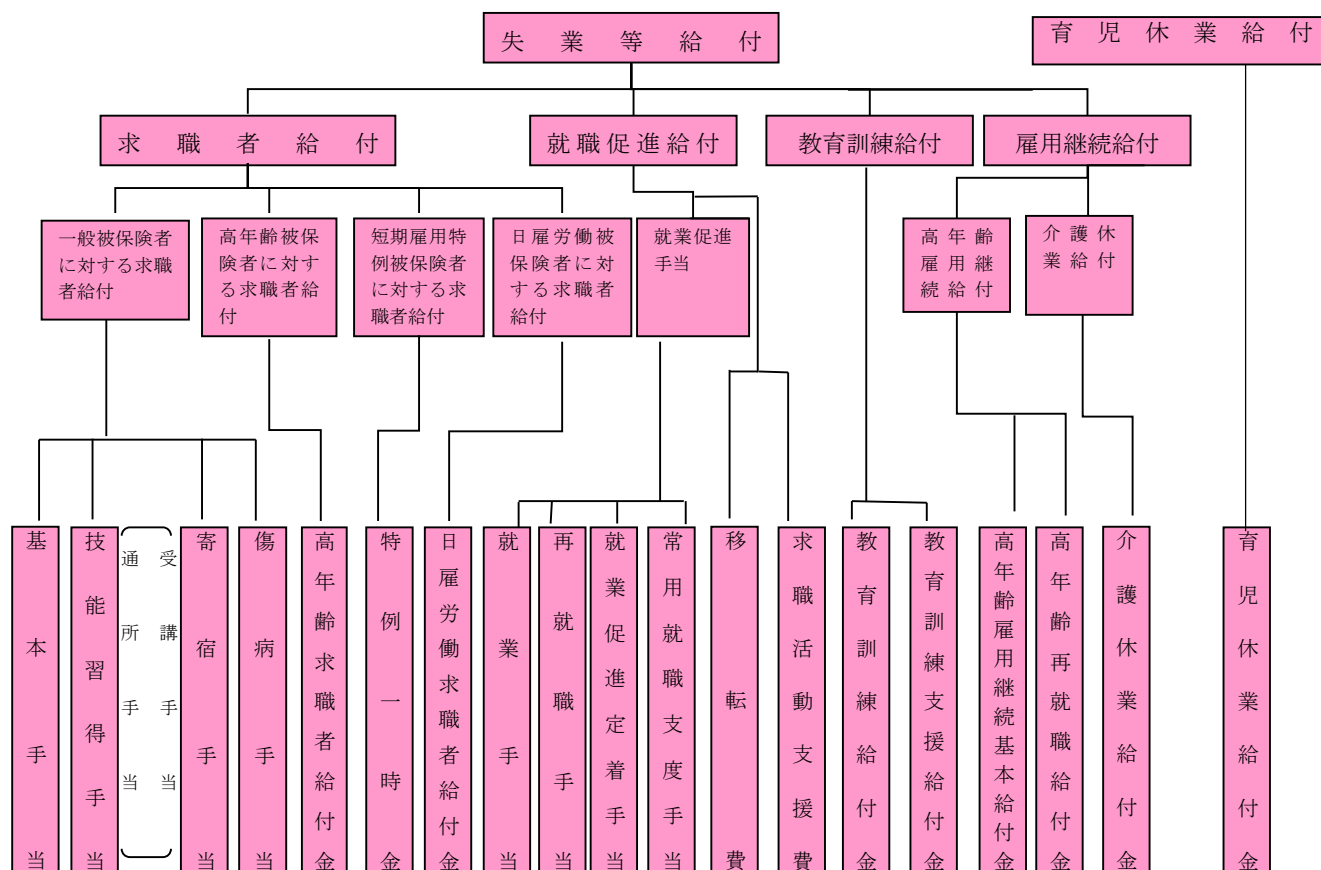 失業等給付
育児休業給付
求職者給付
就職促進給付
教育訓練給付
雇用継続給付
一般被保険者
に対する求職
者給付
高年齢被保
険者に対す
る求職者給
付
短期雇用特
例被保険者
に対する求
職者給付
日雇労働被
保険者に対
する求職者
給付
就業促進
手当
高年齢
雇用継
続給付
介護休
業給付
基本手当
技能習得手当
受講手当
通所手当
寄宿手当
傷病手当
高年齢求職者給付金
特例一時金
日雇労働求職者給付金
就業手当
再就職手当
就業促進定着手当
常用就職支度手当
移転費
求職活動支援費
教育訓練給付金
教育訓練支援給付金
高年齢雇用継続基本給付金
高年齢再就職給付金
介護休業給付金
育児休業給付金